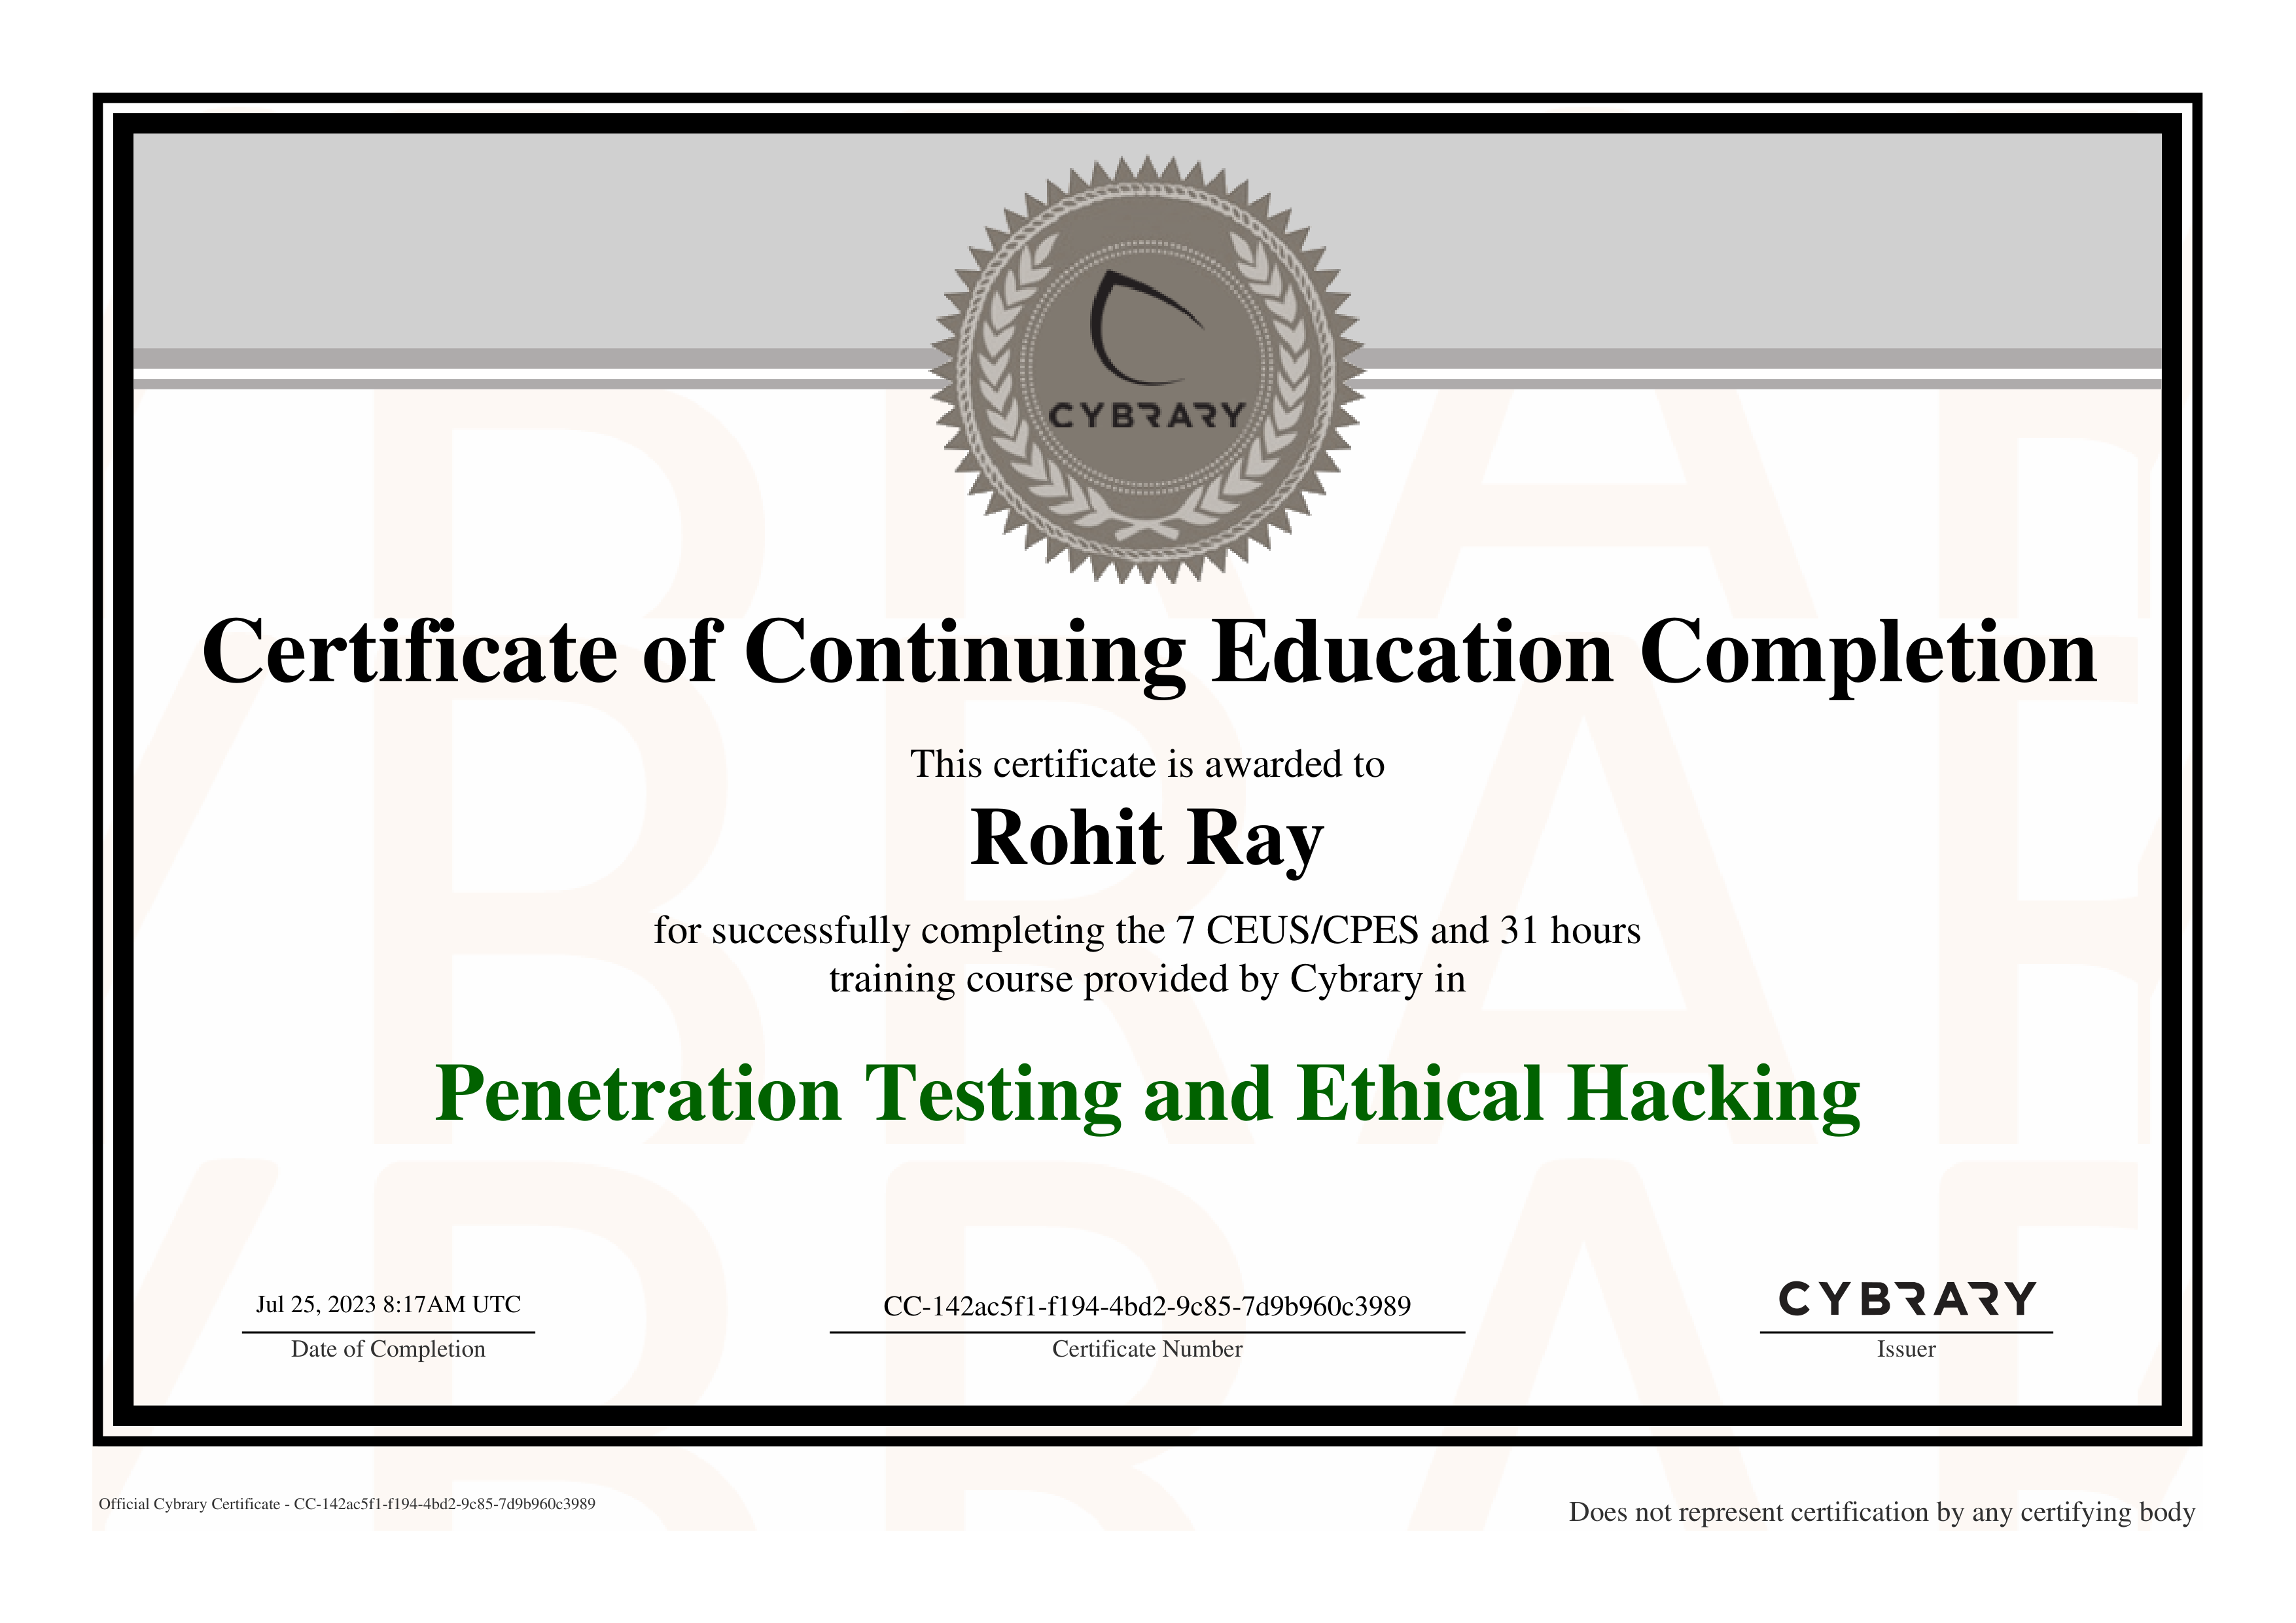 CYBRARY
Certificate of Continuing Education Completion
This certificate is awarded to
Rohit Ray
for successfully completing the 7 CEUS/CPES and 31 hours
training course provided by Cybrary in
Penetration Testing and Ethical Hacking
Jul 25, 2023 8:17AM UTC
Date of Completion
CC-142ac5f1-f194-4bd2-9c85-7d9b960c3989
Certificate Number
CYBRARY
Issuer
Official Cybrary Certificate - CC-142ac5f1-f194-4bd2-9c85-7d9b960c3989
Does not represent certification by any certifying body